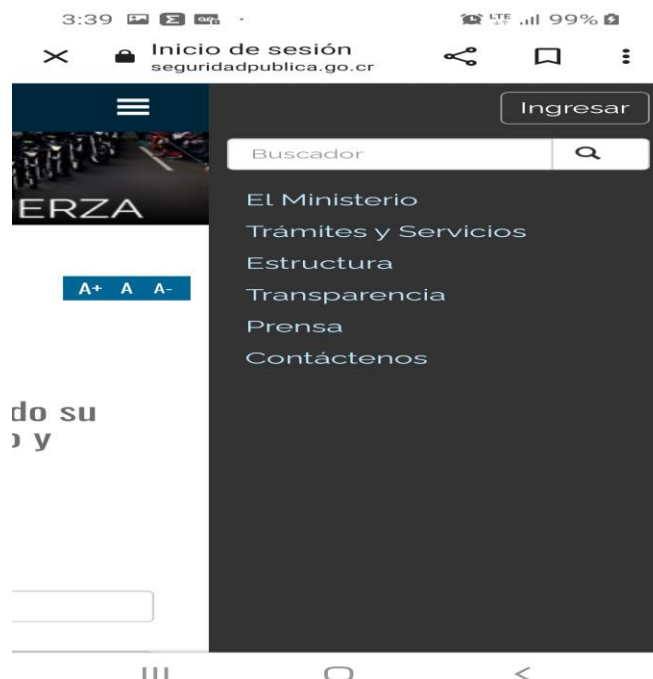 3:39
LTE
99%
Inicio de sesión
seguridadpublica.go.cr
Ingresar
Buscador
ERZA
El Ministerio
Trámites y Servicios
Estructura
A+ A A-
Transparencia
Prensa
Contáctenos
do su
o y